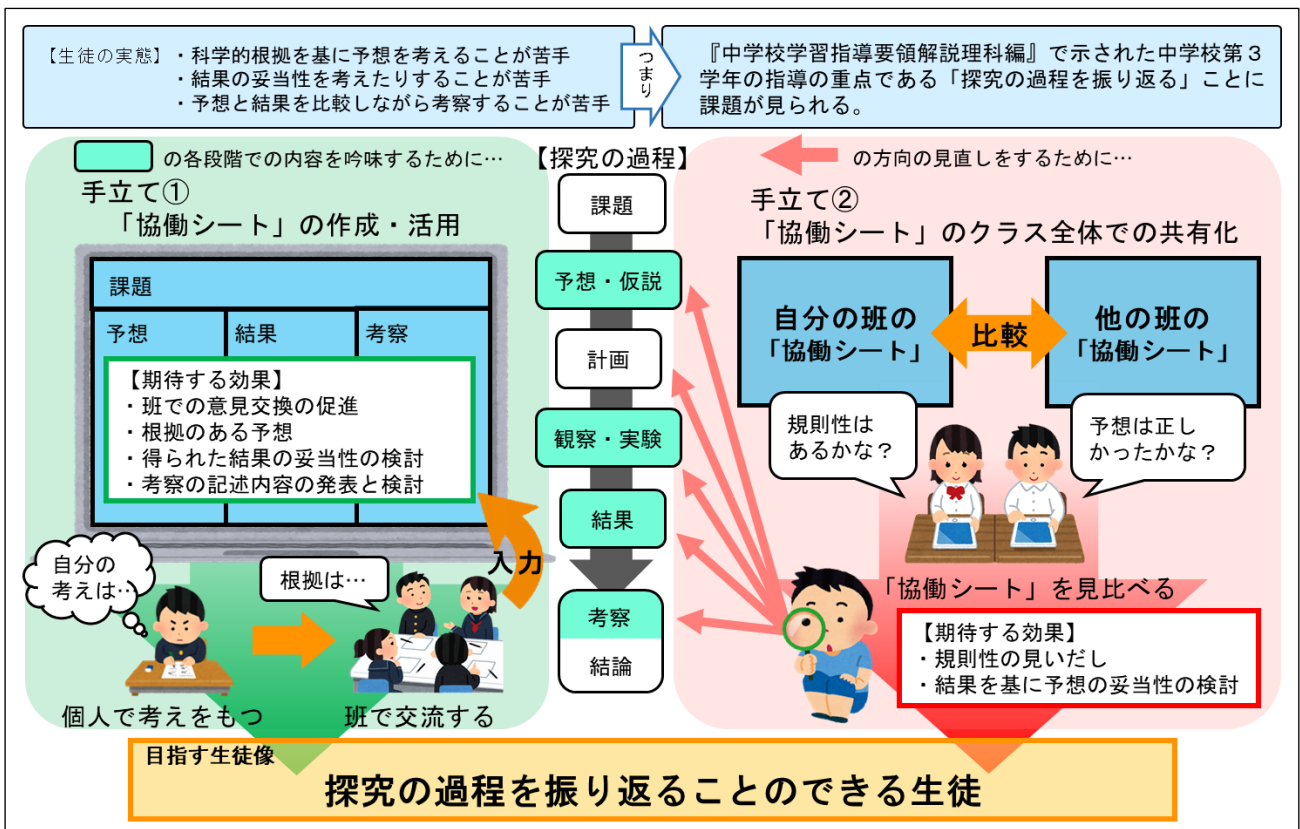 【生徒の実態】・科学的根拠を基に予想を考えることが苦手
・結果の妥当性を考えたりすることが苦手
・予想と結果を比較しながら考察することが苦手
つまり
『中学校学習指導要領解説理科編』で示された中学校第３
学年の指導の重点である「探究の過程を振り返る」ことに
課題が見られる。
の各段階での内容を吟味するために…
手立て①
「協働シート」の作成・活用
課題
予想
結果
考察
【期待する効果】
・班での意見交換の促進
・根拠のある予想
・得られた結果の妥当性の検討
・考察の記述内容の発表と検討
入力
自分の
考えは…
根拠は…
個人で考えをもつ
班で交流する
【探究の過程】
課題
予想・仮説
計画
観察・実験
結果
考察
結論
の方向の見直しをするために…
手立て②
「協働シート」のクラス全体での共有化
自分の班の
「協働シート」
比較
他の班の
「協働シート」
規則性は
あるかな？
予想は正し
かったかな？
「協働シート」を見比べる
【期待する効果】
・規則性の見いだし
・結果を基に予想の妥当性の検討
目指す生徒像
探究の過程を振り返ることのできる生徒